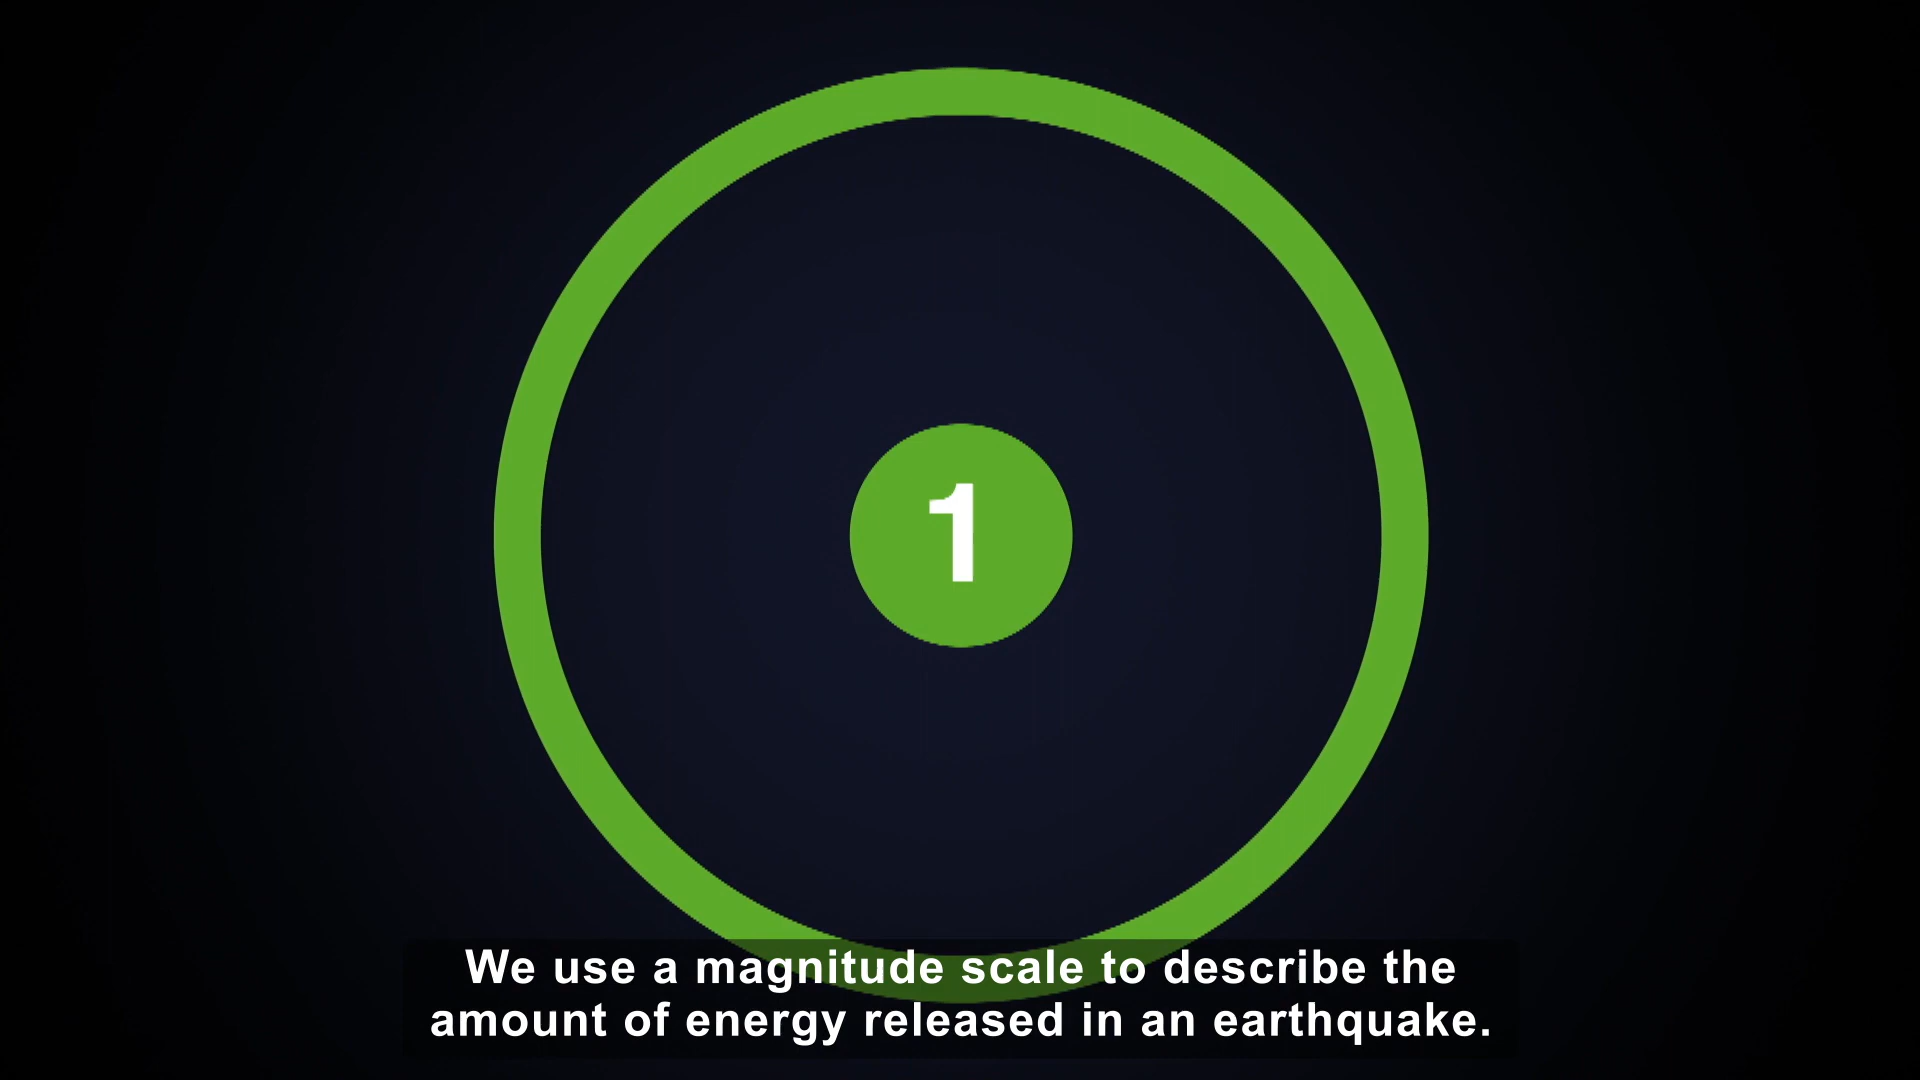 1
We use a magnitude scale to describe the
amount of energy released in an earthquake.